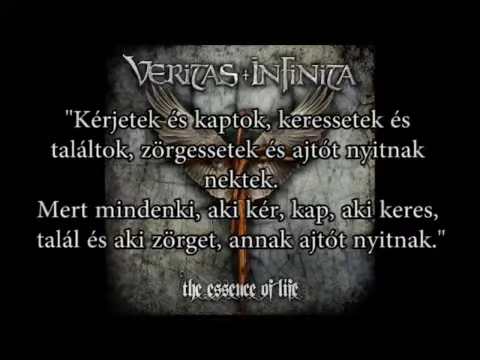 VERITAS + INFINITA
"Kérjetek és kaptok, keressetek és
találtok, zörgessetek és ajtót nyitnak
nektek.
Mert mindenki, aki kér, kap, aki keres,
talál és aki zörget, annak ajtót nyitnak."
the essence of life